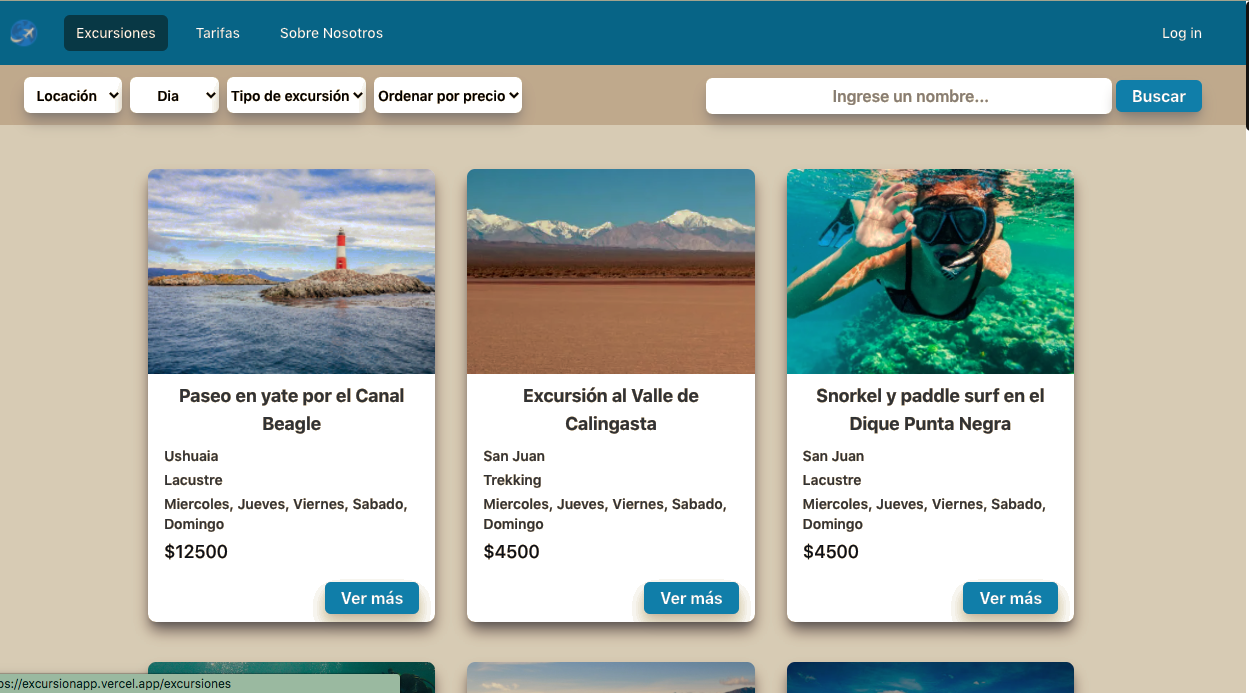 Excursiones Tarifas Sobre Nosotros Log in
Locación Dia Tipo de excursión Ordenar por precio Ingrese un nombre... Buscar
Paseo en yate por el Canal
Beagle
Ushuaia
Lacustre
Miercoles, Jueves, Viernes, Sabado,
Domingo
$12500
Ver más
Excursión al Valle de
Calingasta
San Juan
Trekking
Miercoles, Jueves, Viernes, Sabado,
Domingo
$4500
Ver más
Snorkel y paddle surf en el
Dique Punta Negra
San Juan
Lacustre
Miercoles, Jueves, Viernes, Sabado,
Domingo
$4500
Ver más
ps://excursionapp.vercel.app/excursiones